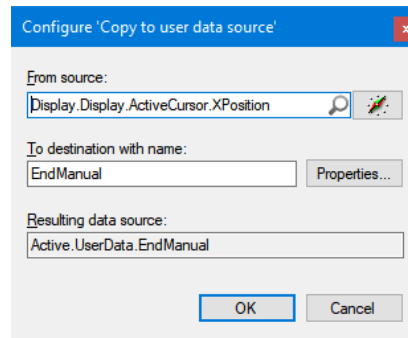 Configure 'Copy to user data source'
From source:
Display.Display.ActiveCursor.XPosition
To destination with name:
EndManual
Properties...
Resulting data source:
Active.UserData.EndManual
OK
Cancel